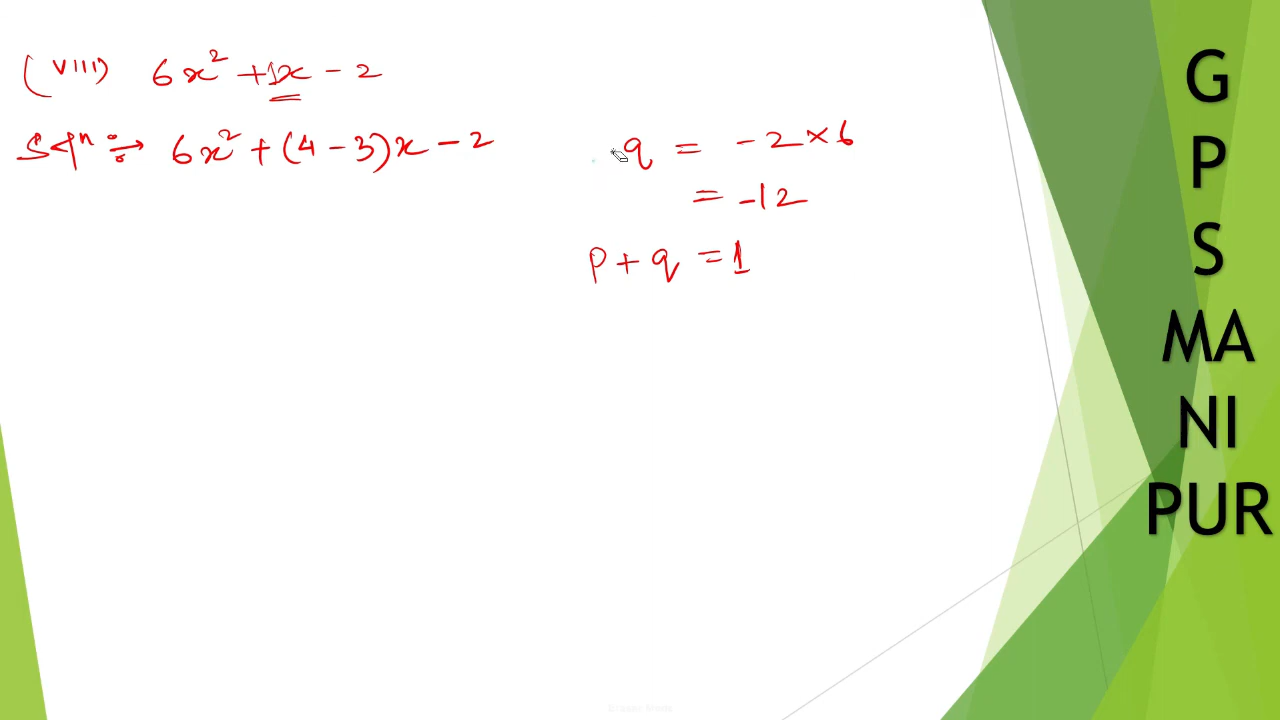 (VIII) 6x² + 1x - 2
Solⁿ :→ 6x² + (4 - 3)x - 2
q = - 2 × 6
= -12
p + q = 1
G
P
S
MA
NI
PUR